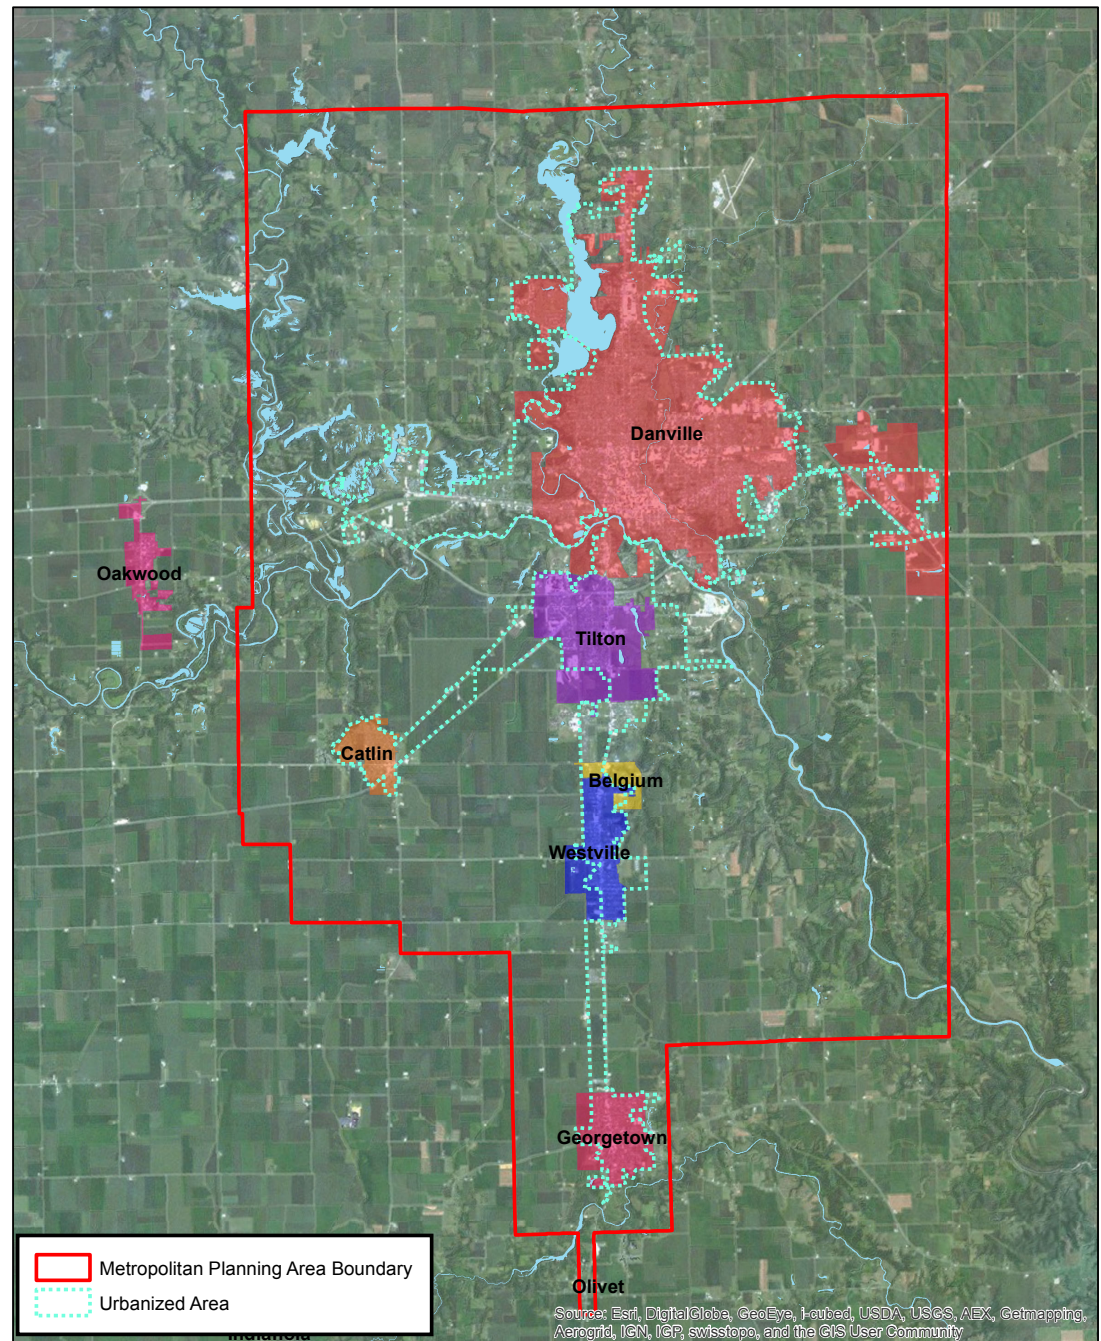 Danville
Oakwood
Tilton
Catlin
Belgium
Westville
Georgetown
Olivet
Metropolitan Planning Area Boundary
Urbanized Area
Indianola
Source: Esri, DigitalGlobe, GeoEye, i-cubed, USDA, USGS, AEX, Getmapping,
Aerogrid, IGN, IGP, swisstopo, and the GIS User Community